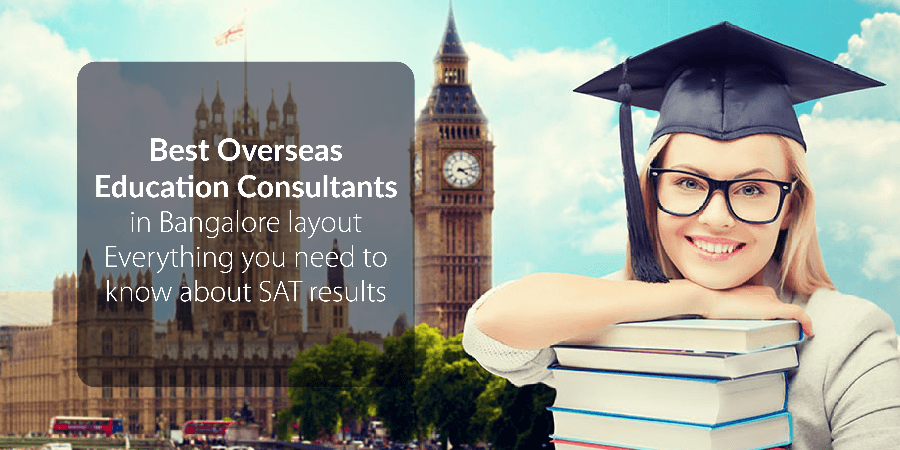 Best Overseas
Education Consultants
in Bangalore layout
Everything you need to
know about SAT results